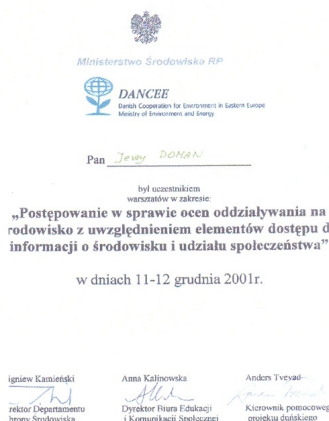 Ministerstwo Środowiska RP
DANCEE
Danish Cooperation for Environment in Eastern Europe
Ministry of Environment and Energy
Pan Jerzy DOMAN
był uczestnikiem
warsztatów w zakresie:
„Postępowanie w sprawie ocen oddziaływania na
rodowisko z uwzględnieniem elementów dostępu d
informacji o środowisku i udziału społeczeństwa”
w dniach 11-12 grudnia 2001r.
igniew Kamieński Anna Kalinowska Anders Tvevad
rektor Departamentu Dyrektor Biura Edukacji Kierownik pomocoweg
hrony Środowiska i Komunikacji Społecznej projektu duńskiego